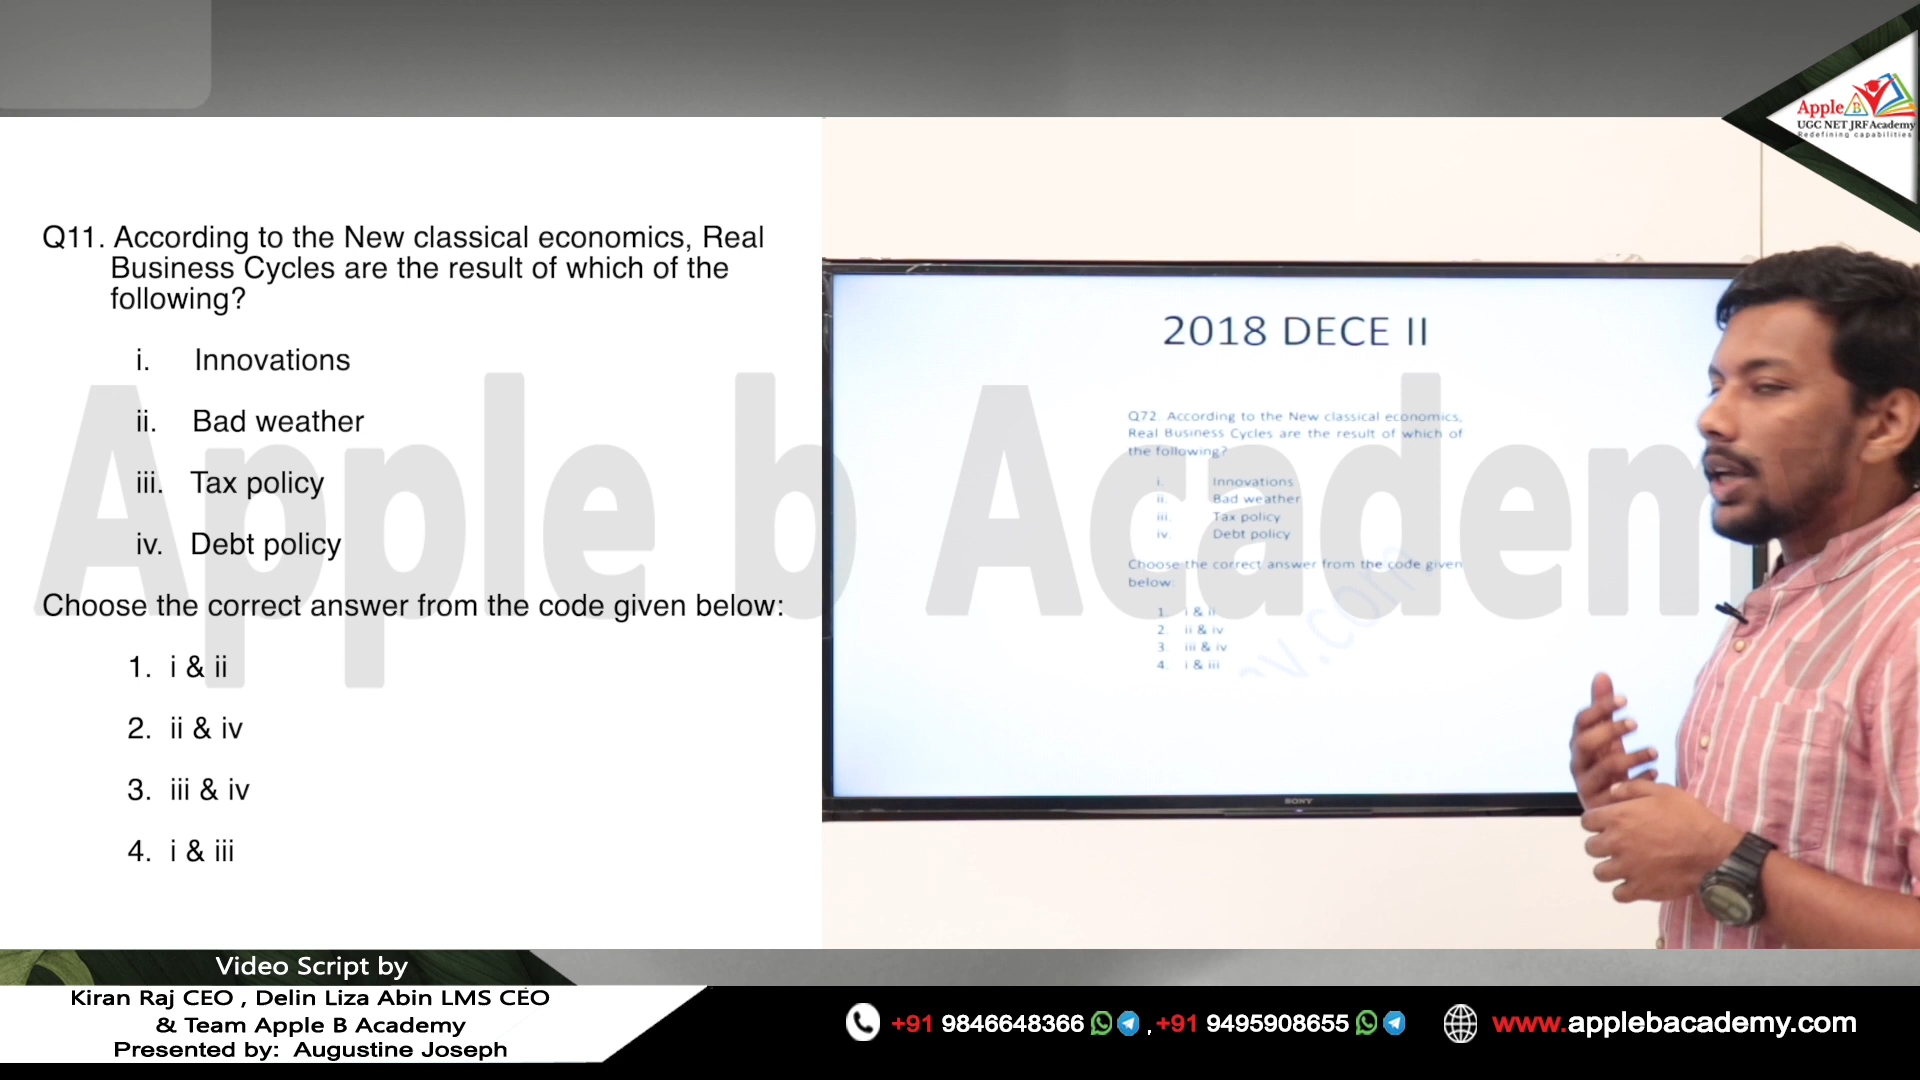 Apple B
UGC NET JRF Academy
Redefining capabilities
Q11. According to the New classical economics, Real
Business Cycles are the result of which of the
following?
i. Innovations
ii. Bad weather
iii. Tax policy
iv. Debt policy
Choose the correct answer from the code given below:
1. i & ii
2. ii & iv
3. iii & iv
4. i & iii
Apple b Academy
2018 DECE II
Q72. According to the New classical economics,
Real Business Cycles are the result of which of
the following?
i. Innovations
ii. Bad weather
iii. Tax policy
iv. Debt policy
Choose the correct answer from the code given
below:
1. i & ii
2. ii & iv
3. iii & iv
4. i & iii
SONY
Video Script by
Kiran Raj CEO , Delin Liza Abin LMS CEO
& Team Apple B Academy
Presented by: Augustine Joseph
+91 9846648366 , +91 9495908655 www.applebacademy.com